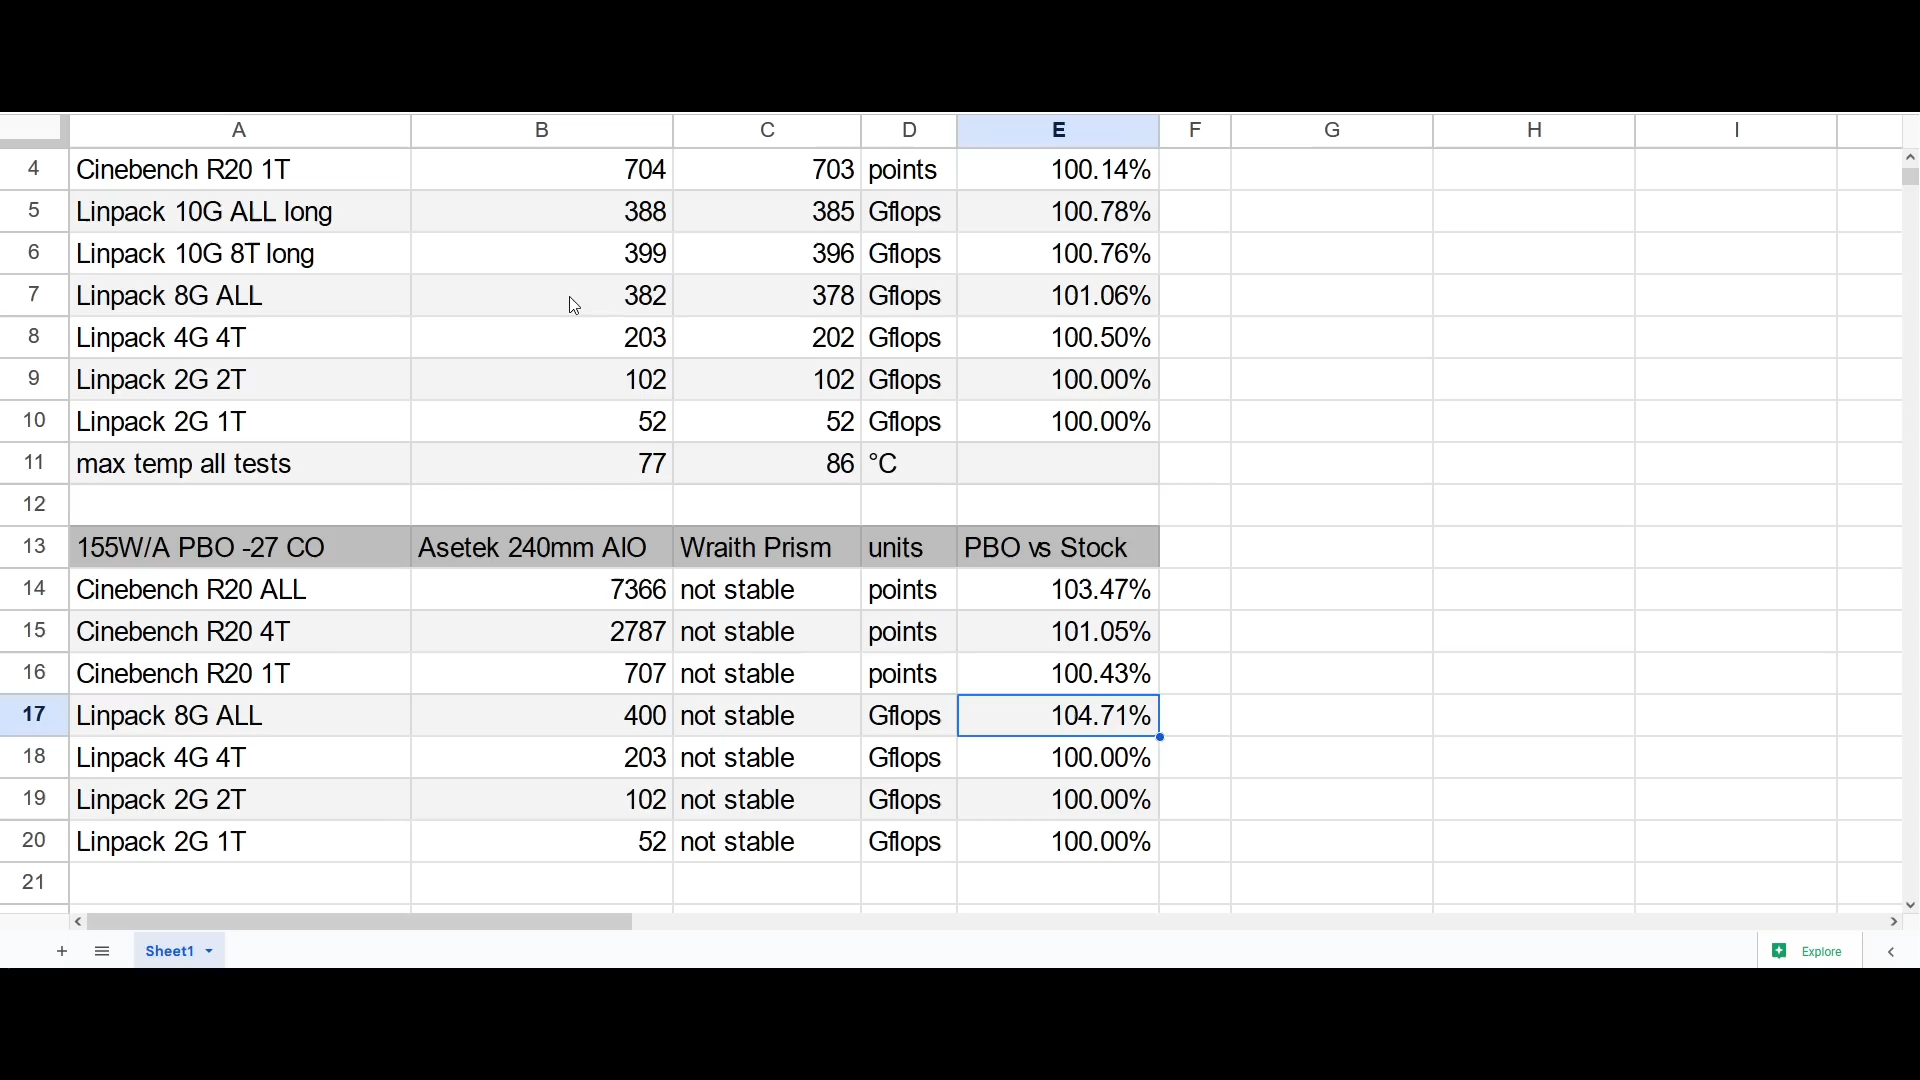 A B C D E F G H I
4 Cinebench R20 1T 704 703 points 100.14%
5 Linpack 10G ALL long 388 385 Gflops 100.78%
6 Linpack 10G 8T long 399 396 Gflops 100.76%
7 Linpack 8G ALL 382 378 Gflops 101.06%
8 Linpack 4G 4T 203 202 Gflops 100.50%
9 Linpack 2G 2T 102 102 Gflops 100.00%
10 Linpack 2G 1T 52 52 Gflops 100.00%
11 max temp all tests 77 86 °C
12
13 155W/A PBO -27 CO Asetek 240mm AIO Wraith Prism units PBO vs Stock
14 Cinebench R20 ALL 7366 not stable points 103.47%
15 Cinebench R20 4T 2787 not stable points 101.05%
16 Cinebench R20 1T 707 not stable points 100.43%
17 Linpack 8G ALL 400 not stable Gflops 104.71%
18 Linpack 4G 4T 203 not stable Gflops 100.00%
19 Linpack 2G 2T 102 not stable Gflops 100.00%
20 Linpack 2G 1T 52 not stable Gflops 100.00%
21
Sheet1 Explore